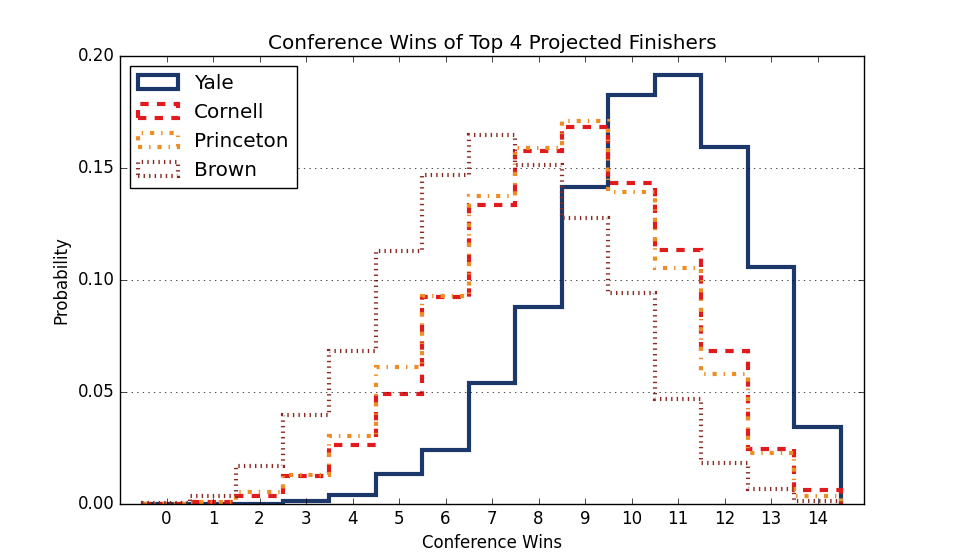 Conference Wins of Top 4 Projected Finishers
0.20
0.15
0.10
0.05
0.00
Probability
Yale
Cornell
Princeton
Brown
0 1 2 3 4 5 6 7 8 9 10 11 12 13 14
Conference Wins